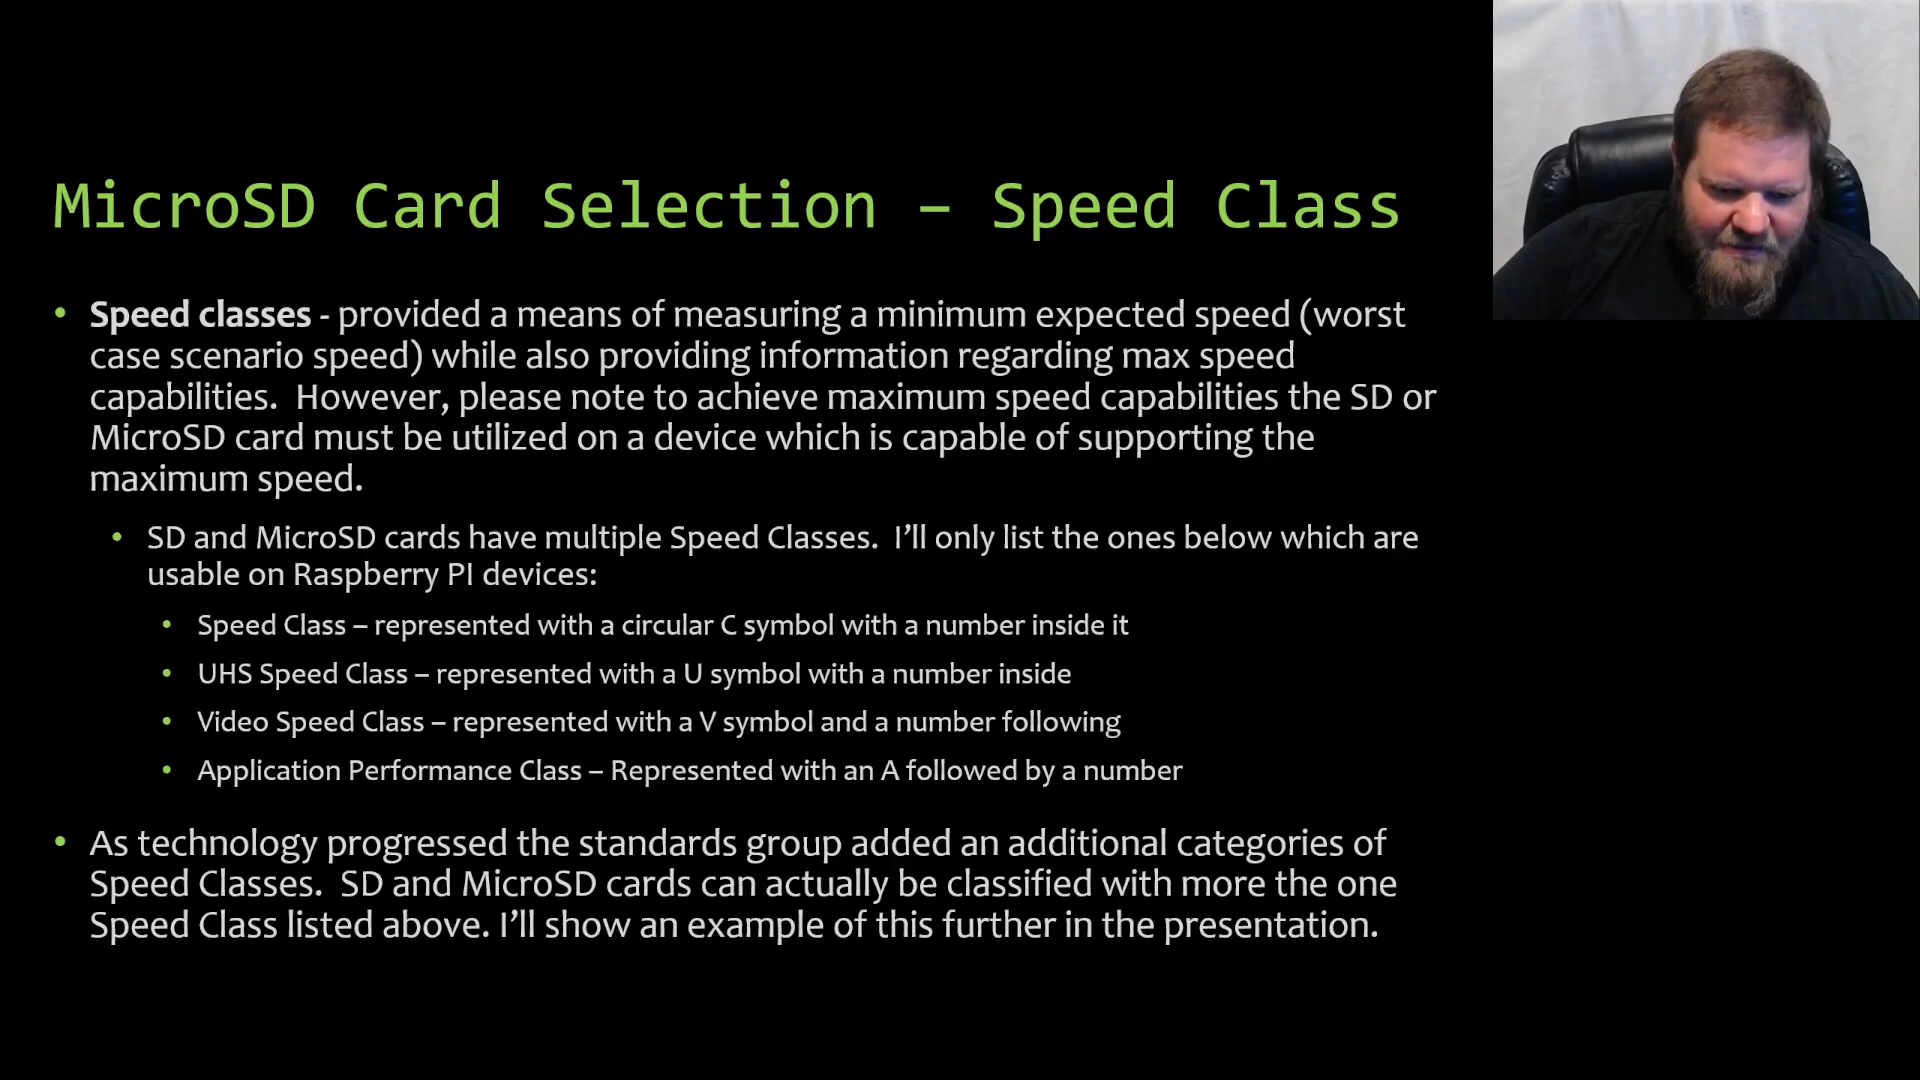 MicroSD Card Selection – Speed Class
• Speed classes - provided a means of measuring a minimum expected speed (worst
case scenario speed) while also providing information regarding max speed
capabilities.  However, please note to achieve maximum speed capabilities the SD or
MicroSD card must be utilized on a device which is capable of supporting the
maximum speed.
• SD and MicroSD cards have multiple Speed Classes.  I’ll only list the ones below which are
usable on Raspberry PI devices:
• Speed Class – represented with a circular C symbol with a number inside it
• UHS Speed Class – represented with a U symbol with a number inside
• Video Speed Class – represented with a V symbol and a number following
• Application Performance Class – Represented with an A followed by a number
• As technology progressed the standards group added an additional categories of
Speed Classes.  SD and MicroSD cards can actually be classified with more the one
Speed Class listed above. I’ll show an example of this further in the presentation.